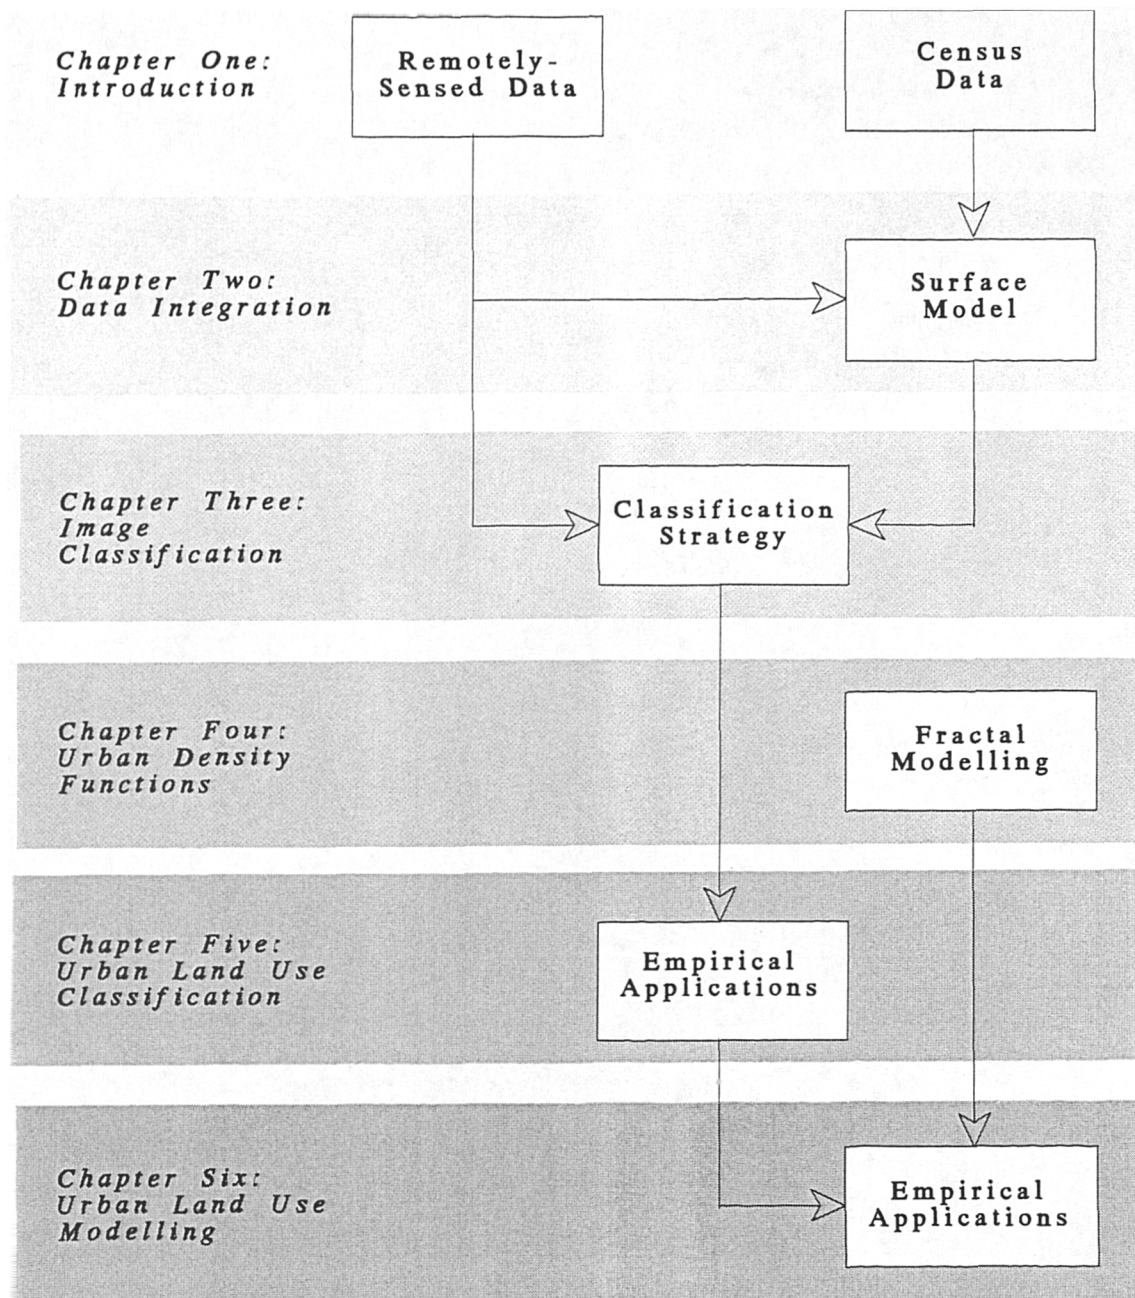 Chapter One:
Introduction
Remotely-
Sensed Data
Census
Data
Chapter Two:
Data Integration
Surface
Model
Chapter Three:
Image
Classification
Classification
Strategy
Chapter Four:
Urban Density
Functions
Fractal
Modelling
Chapter Five:
Urban Land Use
Classification
Empirical
Applications
Chapter Six:
Urban Land Use
Modelling
Empirical
Applications